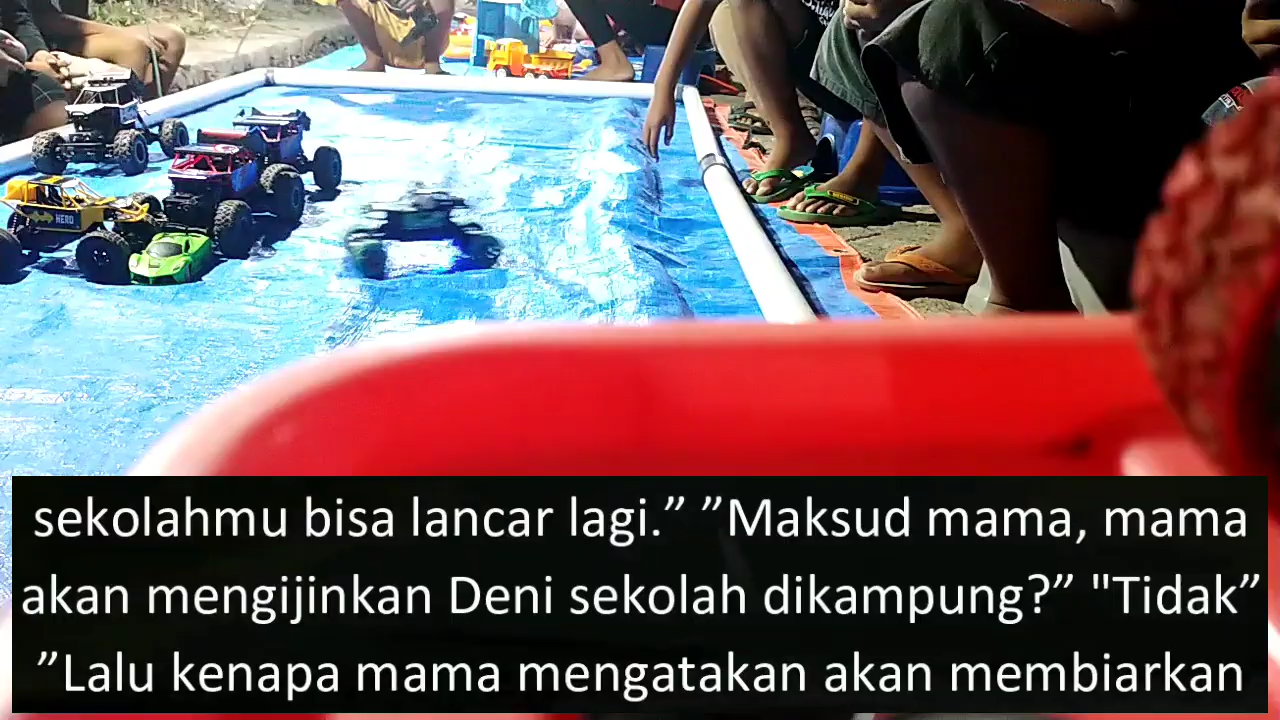 HERO
sekolahmu bisa lancar lagi.” ”Maksud mama, mama
akan mengijinkan Deni sekolah dikampung?” "Tidak”
”Lalu kenapa mama mengatakan akan membiarkan